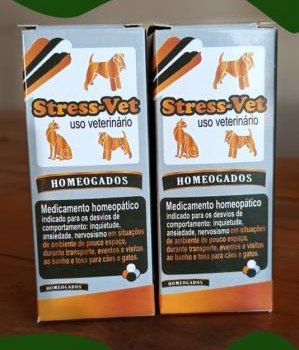 Stress-Vet
uso veterinário
HOMEOGADOS
Medicamento homeopático
indicado para os desvios de
comportamento: inquietude,
ansiedade, nervosismo em situações
de ambiente de pouco espaço,
durante transporte, eventos e visitas
ao banho e tosa para cães e gatos.
HOMEOGADOS
Stress-Vet
uso veterinário
HOMEOGADOS
Medicamento homeopático
indicado para os desvios de
comportamento: inquietude,
ansiedade, nervosismo em situações
de ambiente de pouco espaço,
durante transporte, eventos e visitas
ao banho e tosa para cães e gatos.
HOMEOGADOS